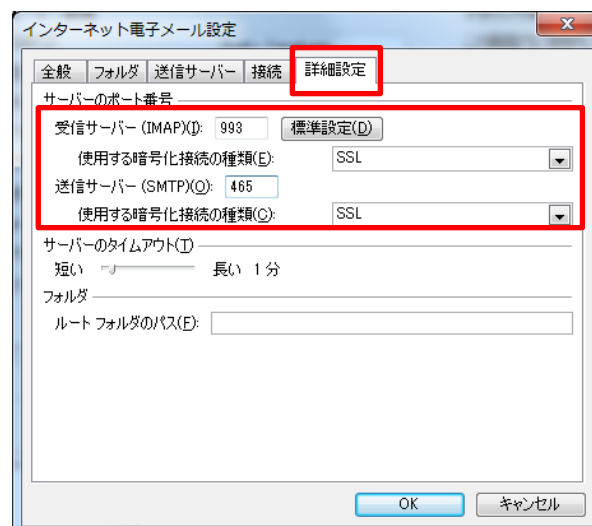 インターネット電子メール設定
全般 フォルダ 送信サーバー 接続 詳細設定
サーバーのポート番号
受信サーバー (IMAP)(I): 993 標準設定(D)
使用する暗号化接続の種類(E): SSL
送信サーバー (SMTP)(O): 465
使用する暗号化接続の種類(C): SSL
サーバーのタイムアウト(T)
短い 長い 1 分
フォルダ
ルート フォルダのパス(F):
OK キャンセル